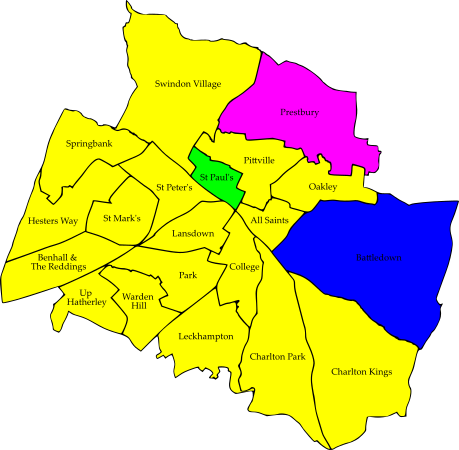 Swindon Village
Prestbury
Springbank
Pittville
St Paul's
St Peter's
Oakley
Hesters Way
St Mark's
All Saints
Lansdown
Benhall &
The Reddings
Battledown
College
Park
Up
Hatherley
Warden
Hill
Leckhampton
Charlton Park
Charlton Kings